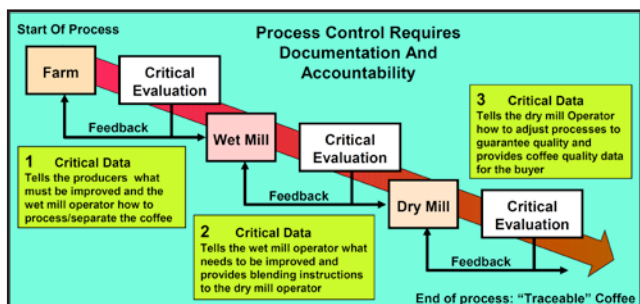 Start Of Process
Process Control Requires
Documentation And
Accountability
Farm
Critical
Evaluation
Feedback
1 Critical Data
Tells the producers what
must be improved and the
wet mill operator how to
process/separate the coffee
Wet Mill
Critical
Evaluation
Feedback
2 Critical Data
Tells the wet mill operator what
needs to be improved and
provides blending instructions
to the dry mill operator
3 Critical Data
Tells the dry mill Operator
how to adjust processes to
guarantee quality and
provides coffee quality data
for the buyer
Dry Mill
Critical
Evaluation
Feedback
End of process: “Traceable” Coffee